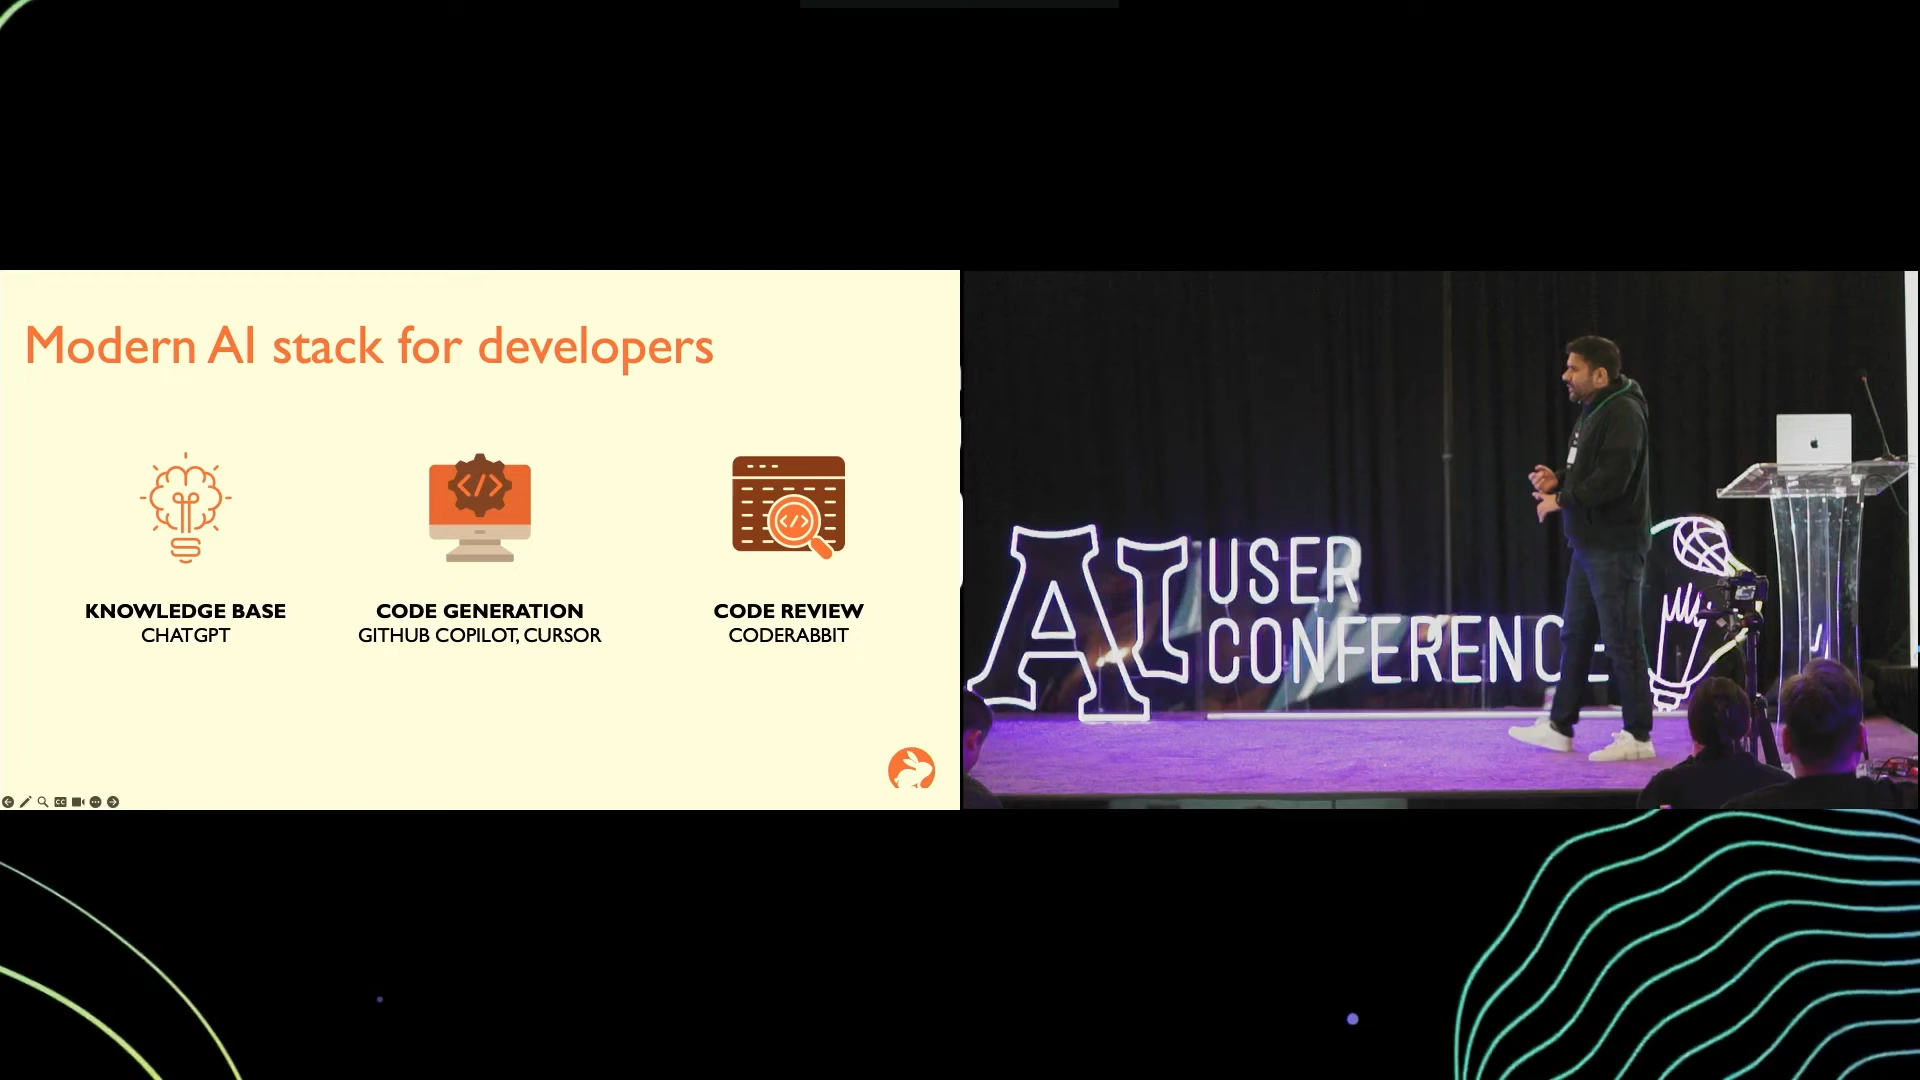 Modern AI stack for developers
KNOWLEDGE BASE
CHATGPT
CODE GENERATION
GITHUB COPILOT, CURSOR
CODE REVIEW
CODERABBIT
AI USER
CONFERENCE